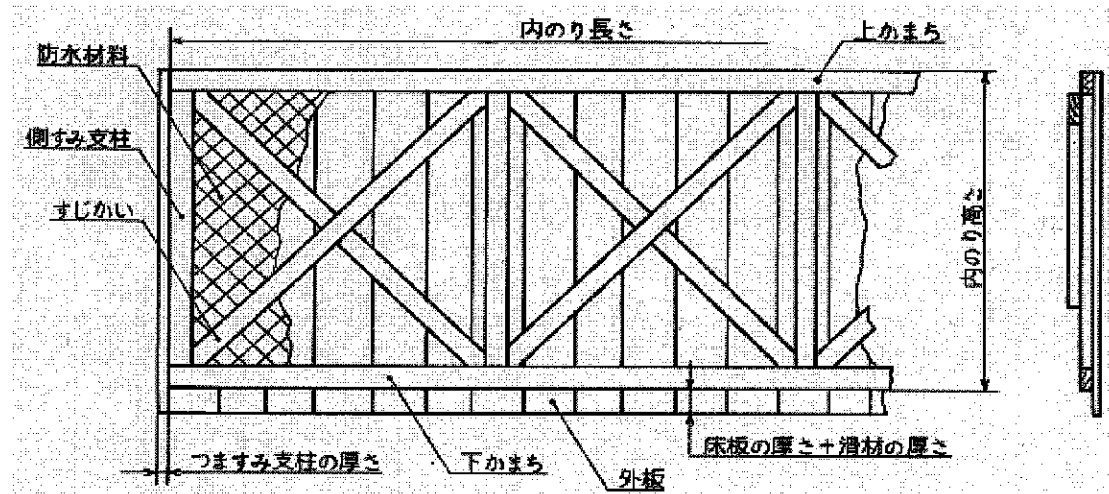 内のり長さ
上かまち
防水材料
側すみ支柱
すじかい
内のり高さ
つますみ支柱の厚さ
下かまち
外板
床板の厚さ+滑材の厚さ